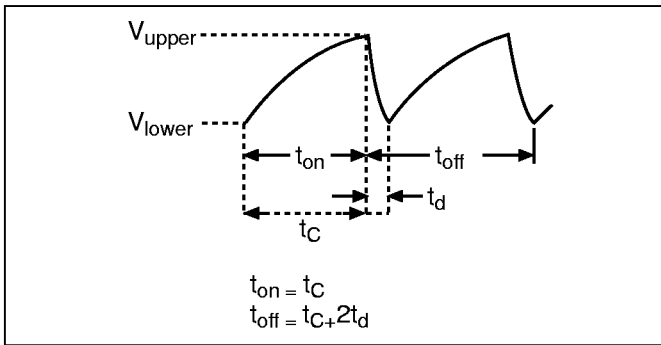 Vupper
Vlower
ton
toff
td
tC
ton = tC
toff = tC+2td